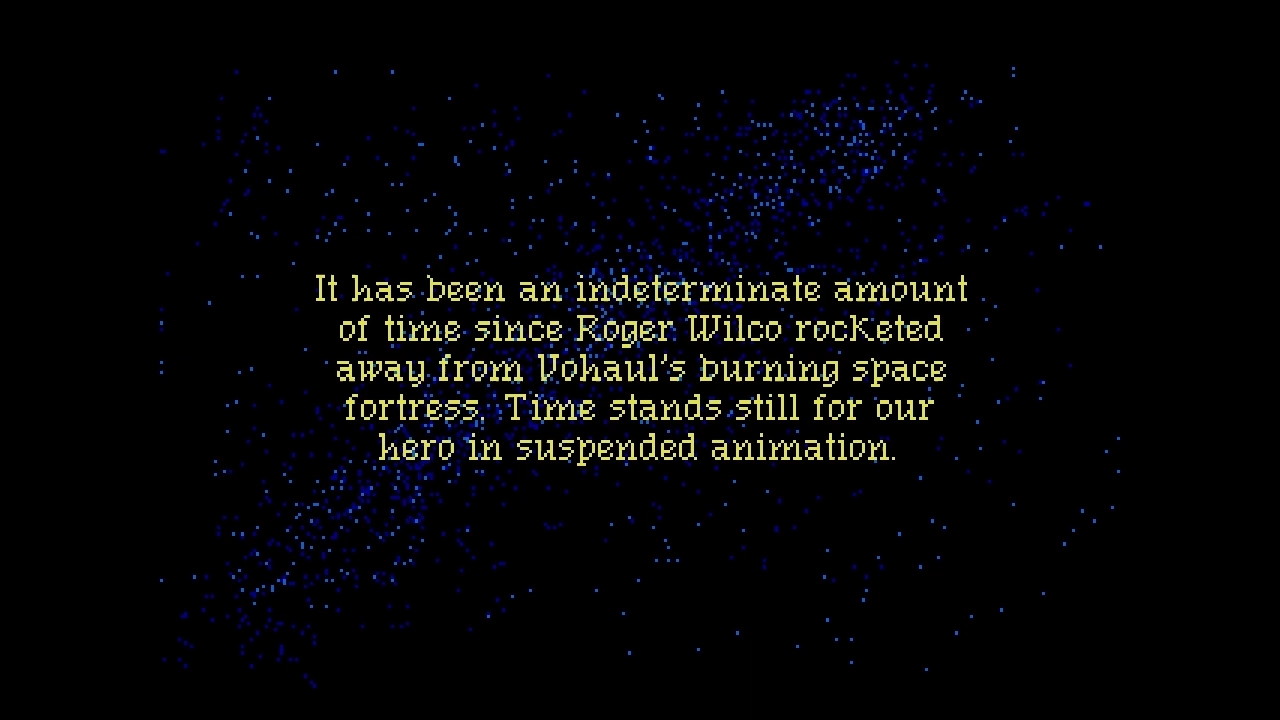 It has been an indeterminate amount
of time since Roger Wilco rocketed
away from Vohaul's burning space
fortress. Time stands still for our
hero in suspended animation.